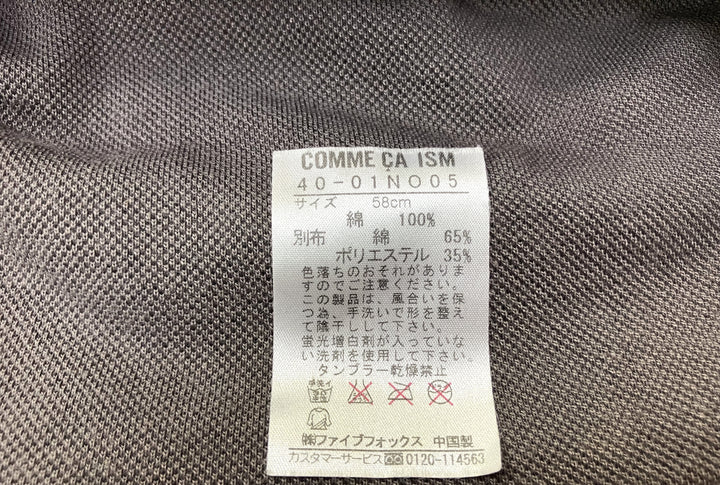 COMME ÇA ISM
40-01NO05
サイズ 58cm
綿 100%
別布 綿 65%
ポリエステル 35%
色落ちのおそれがありま
すのでご注意ください。
この製品は、風合いを保
つ為、手洗いで形を整え
て陰干しして下さい。
蛍光増白剤が入っていな
い洗剤を使用して下さい。
タンブラー乾燥禁止
手洗イ
㈱ファイブフォックス 中国製
カスタマーサービス 0120-114563